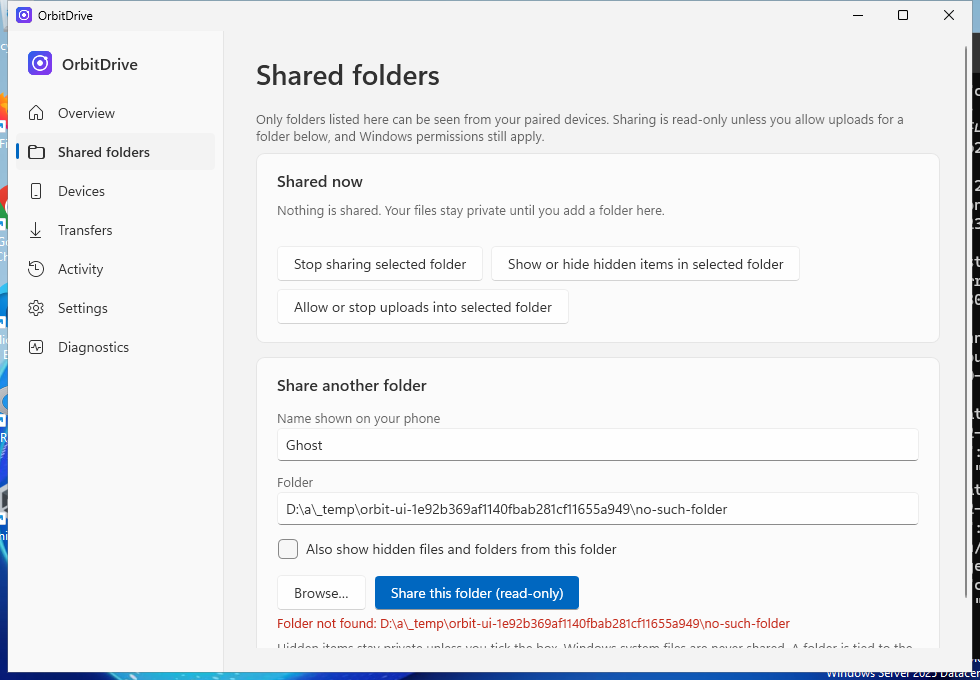 OrbitDrive
OrbitDrive
Overview
Shared folders
Devices
Transfers
Activity
Settings
Diagnostics
Shared folders
Only folders listed here can be seen from your paired devices. Sharing is read-only unless you allow uploads for a
folder below, and Windows permissions still apply.
Shared now
Nothing is shared. Your files stay private until you add a folder here.
Stop sharing selected folder
Show or hide hidden items in selected folder
Allow or stop uploads into selected folder
Share another folder
Name shown on your phone
Ghost
Folder
D:\a\_temp\orbit-ui-1e92b369af1140fbab281cf11655a949\no-such-folder
Also show hidden files and folders from this folder
Browse...
Share this folder (read-only)
Folder not found: D:\a\_temp\orbit-ui-1e92b369af1140fbab281cf11655a949\no-such-folder
Hidden items stay private unless you tick the box. Windows system files are never shared. A folder is tied to the
Windows Server 2025 Datacen